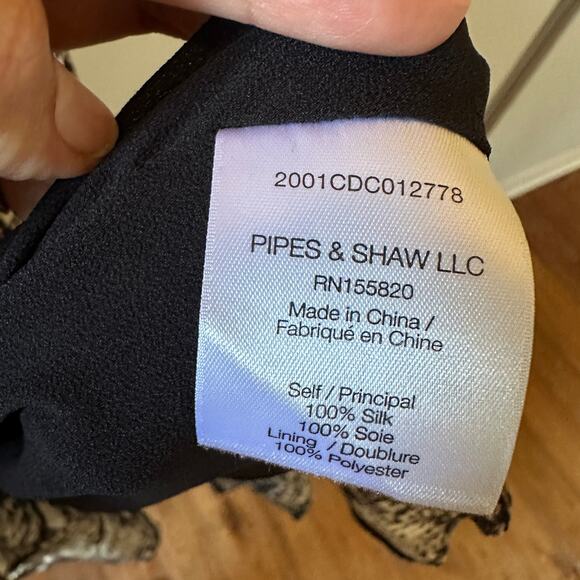 2001CDC012778
PIPES & SHAW LLC
RN155820
Made in China /
Fabriqué en Chine
Self / Principal
100% Silk
100% Soie
Lining / Doublure
100% Polyester